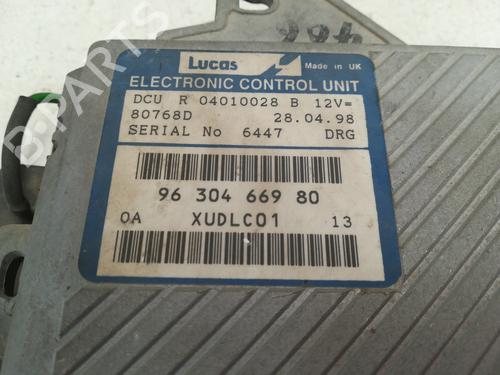 Lucas Made in UK
ELECTRONIC CONTROL UNIT
DCU R 04010028 B 12V=
80768D 28.04.98
SERIAL No 6447 DRG
96 304 669 80
0A XUDLC01 13
B-PARTS